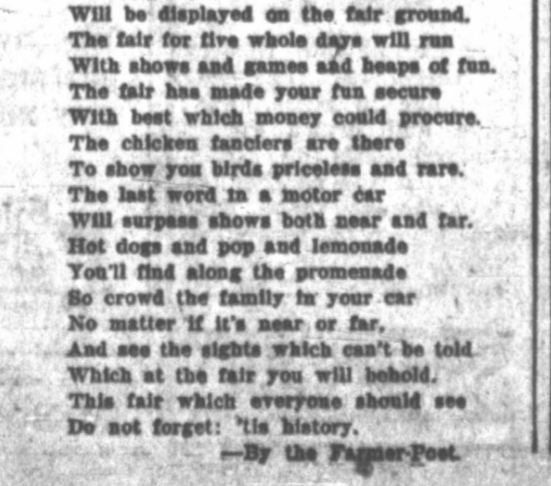 Will be displayed on the fair ground.
The fair for five whole days will run
With shows and games and heaps of fun.
The fair has made your fun secure
With best which money could procure.
The chicken fanciers are there
To show you birds priceless and rare.
The last word in a motor car
Will surpass shows both near and far.
Hot dogs and pop and lemonade
You'll find along the promenade
So crowd the family in your car
No matter if it's near or far,
And see the sights which can't be told
Which at the fair you will behold.
This fair which everyone should see
Do not forget: 'tis history.
—By the Farmer-Poet.